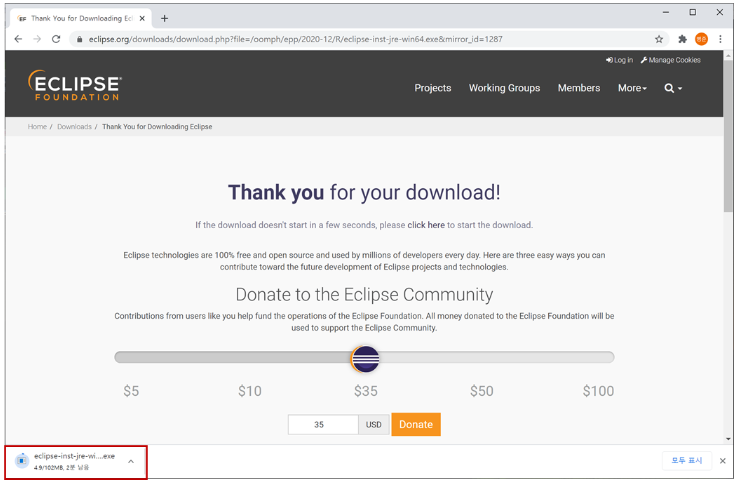 Thank You for Downloading Ecl
eclipse.org/downloads/download.php?file=/oomph/epp/2020-12/R/eclipse-inst-jre-win64.exe&mirror_id=1287
Log in Manage Cookies
ECLIPSE
FOUNDATION
Projects Working Groups Members More
Home / Downloads / Thank You for Downloading Eclipse
Thank you for your download!
If the download doesn't start in a few seconds, please click here to start the download.
Eclipse technologies are 100% free and open source and used by millions of developers every day. Here are three easy ways you can
contribute toward the future development of Eclipse projects and technologies.
Donate to the Eclipse Community
Contributions from users like you help fund the operations of the Eclipse Foundation. All money donated to the Eclipse Foundation will be
used to support the Eclipse Community.
$5 $10 $35 $50 $100
35 USD Donate
eclipse-inst-jre-wi....exe
4.9/102MB, 2분 남음
모두 표시